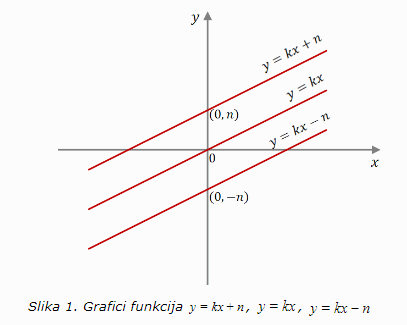 y
y = kx + n
y = kx
(0, n)
y = kx − n
0
x
(0, −n)
Slika 1. Grafici funkcija y = kx + n, y = kx, y = kx − n